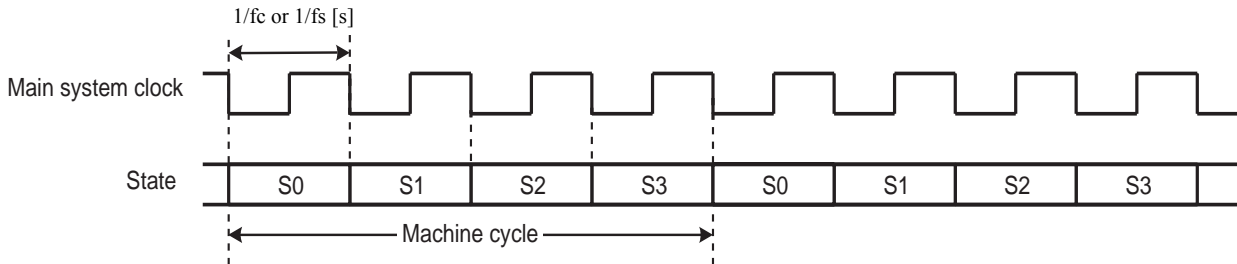 1/fc or 1/fs [s]
Main system clock
State S0 S1 S2 S3 S0 S1 S2 S3
Machine cycle